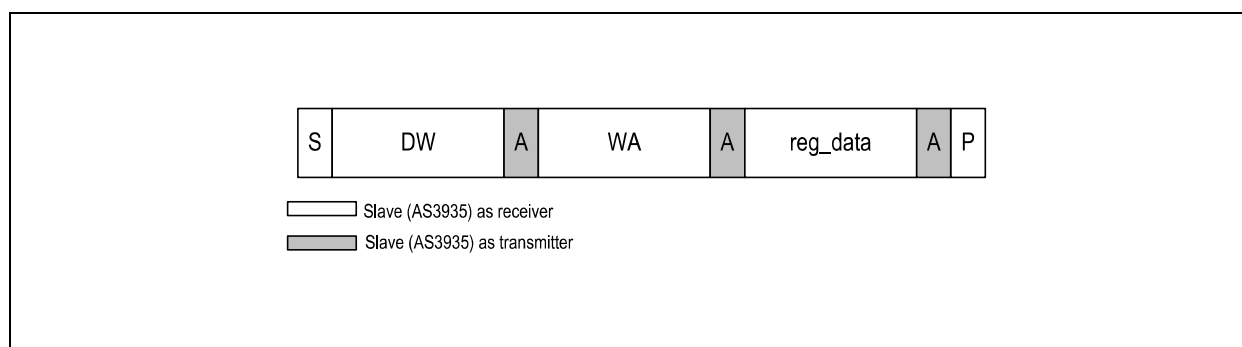 S DW A WA A reg_data A P
Slave (AS3935) as receiver
Slave (AS3935) as transmitter